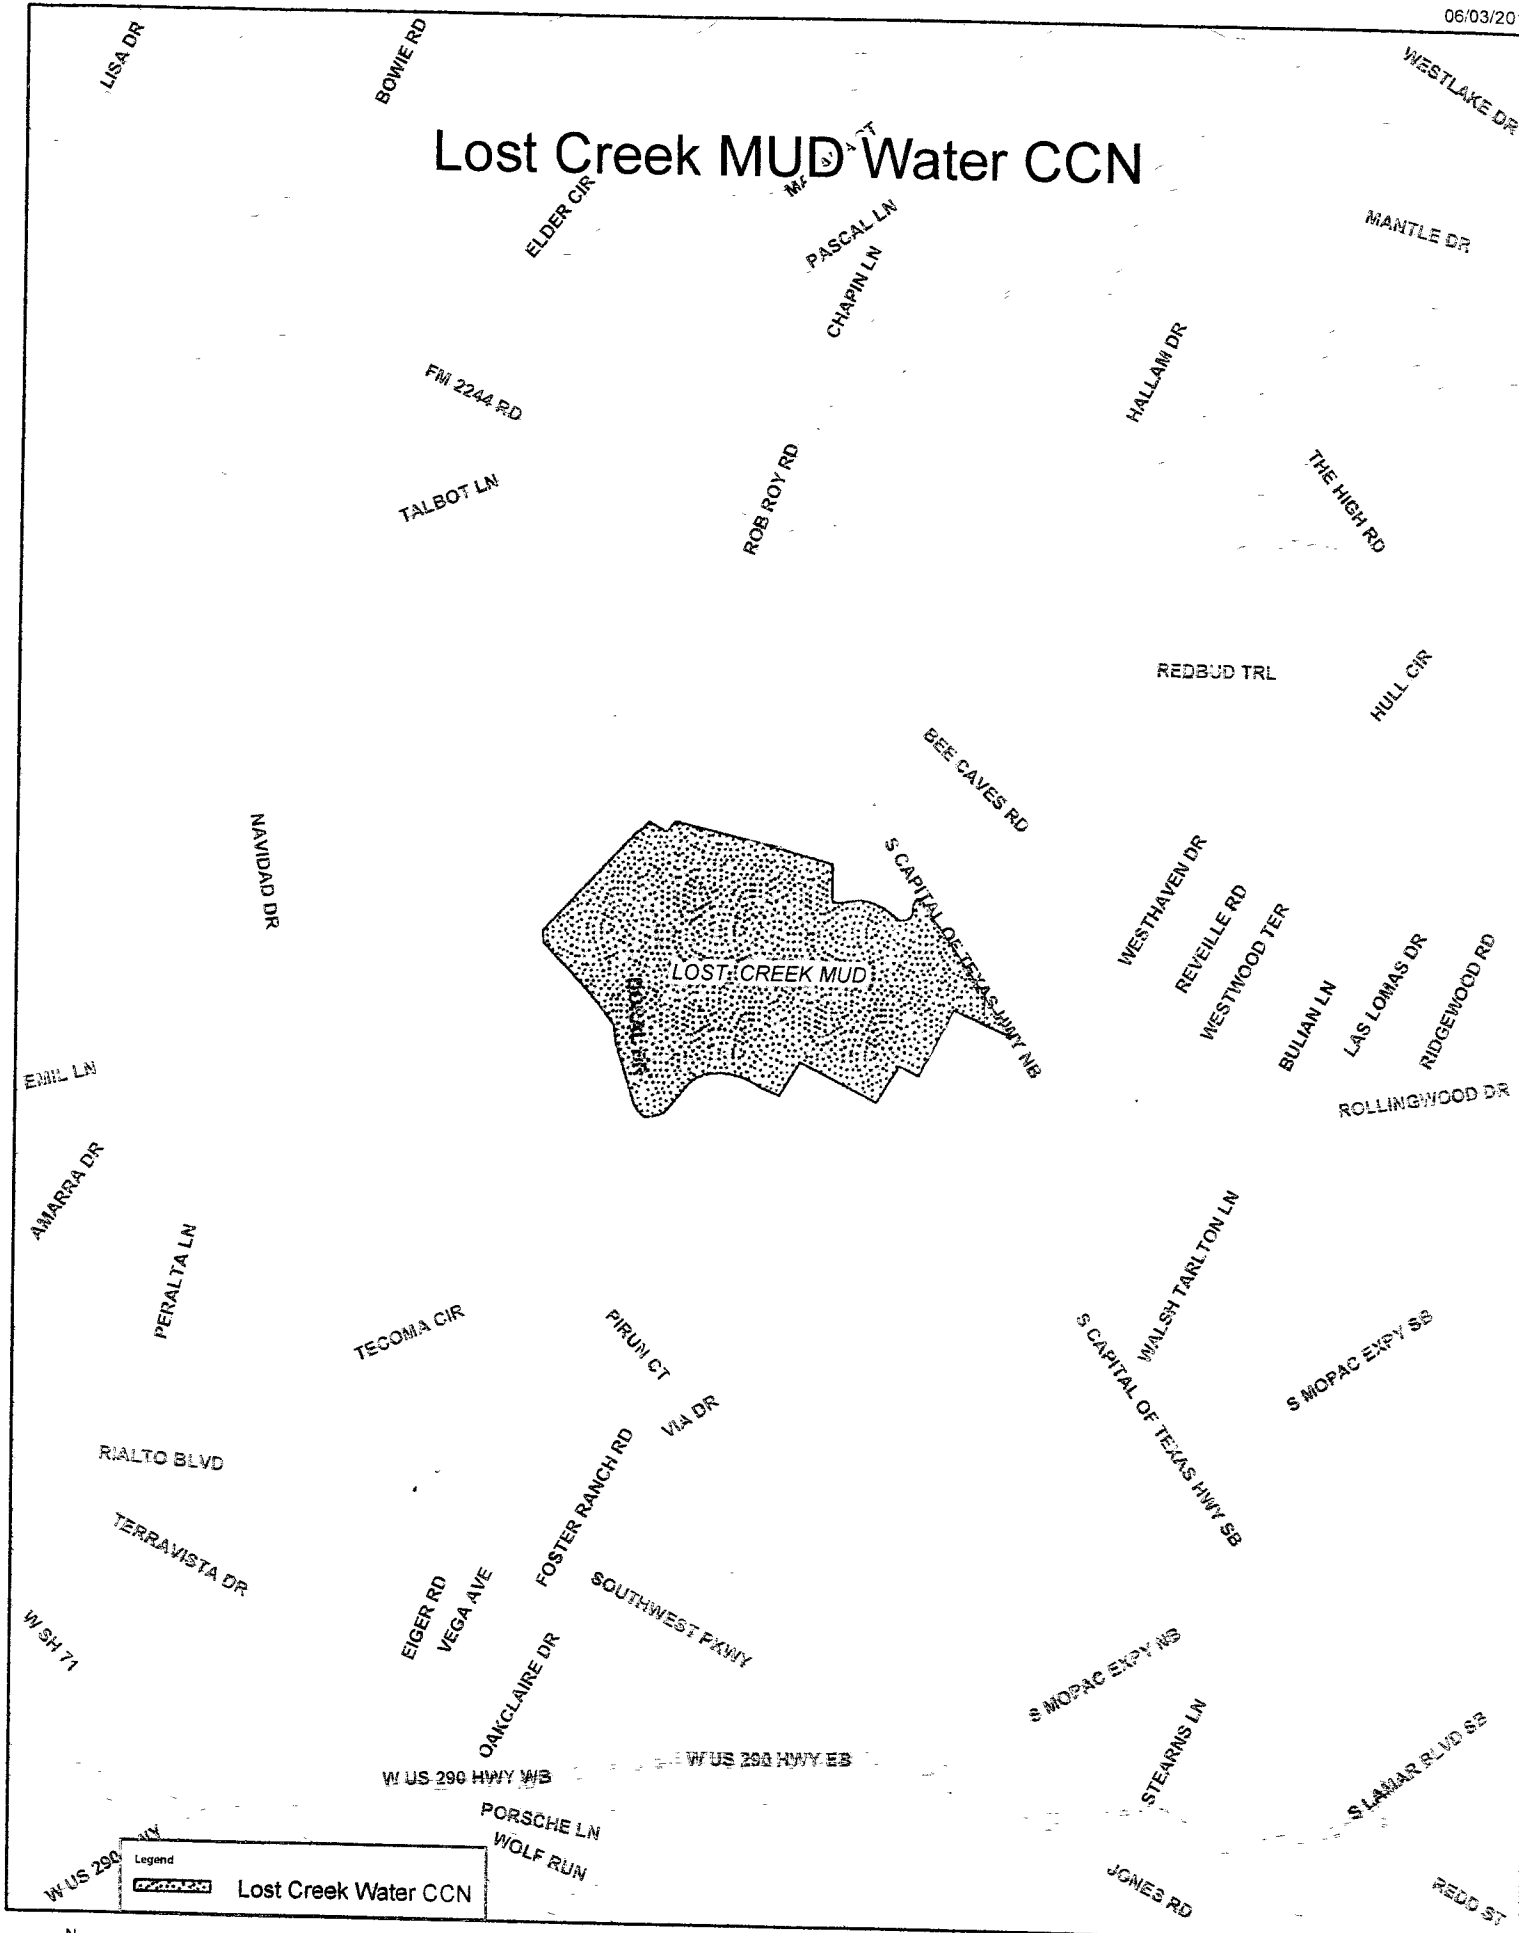 06/03/20
LISA DR
BOWIE RD
WESTLAKE DR
Lost Creek MUD Water CCN
ELDER CIR
PASCAL LN
MANTLE DR
CHAPIN LN
HALLAM DR
FM 2244 RD
TALBOT LN
ROB ROY RD
THE HIGH RD
REDBUD TRL
HULL CIR
BEE CAVES RD
NAVIDAD DR
S CAPITAL OF TEXAS HWY NB
WESTHAVEN DR
REVEILLE RD
WESTWOOD TER
LOST CREEK MUD
BULIAN LN
LAS LOMAS DR
RIDGEWOOD RD
EMIL LN
ROLLINGWOOD DR
AMARRA DR
PERALTA LN
TECOMA CIR
PIRUN CT
WALSH TARLTON LN
S CAPITAL OF TEXAS HWY SB
S MOPAC EXPY SB
VIA DR
RIALTO BLVD
FOSTER RANCH RD
TERRAVISTA DR
EIGER RD
VEGA AVE
SOUTHWEST PKWY
W SH 71
OAKCLAIRE DR
S MOPAC EXPY NB
STEARNS LN
S LAMAR BLVD SB
W US 290 HWY WB
W US 290 HWY EB
PORSCHE LN
WOLF RUN
W US 290
Legend
Lost Creek Water CCN
JONES RD
REDD ST
N